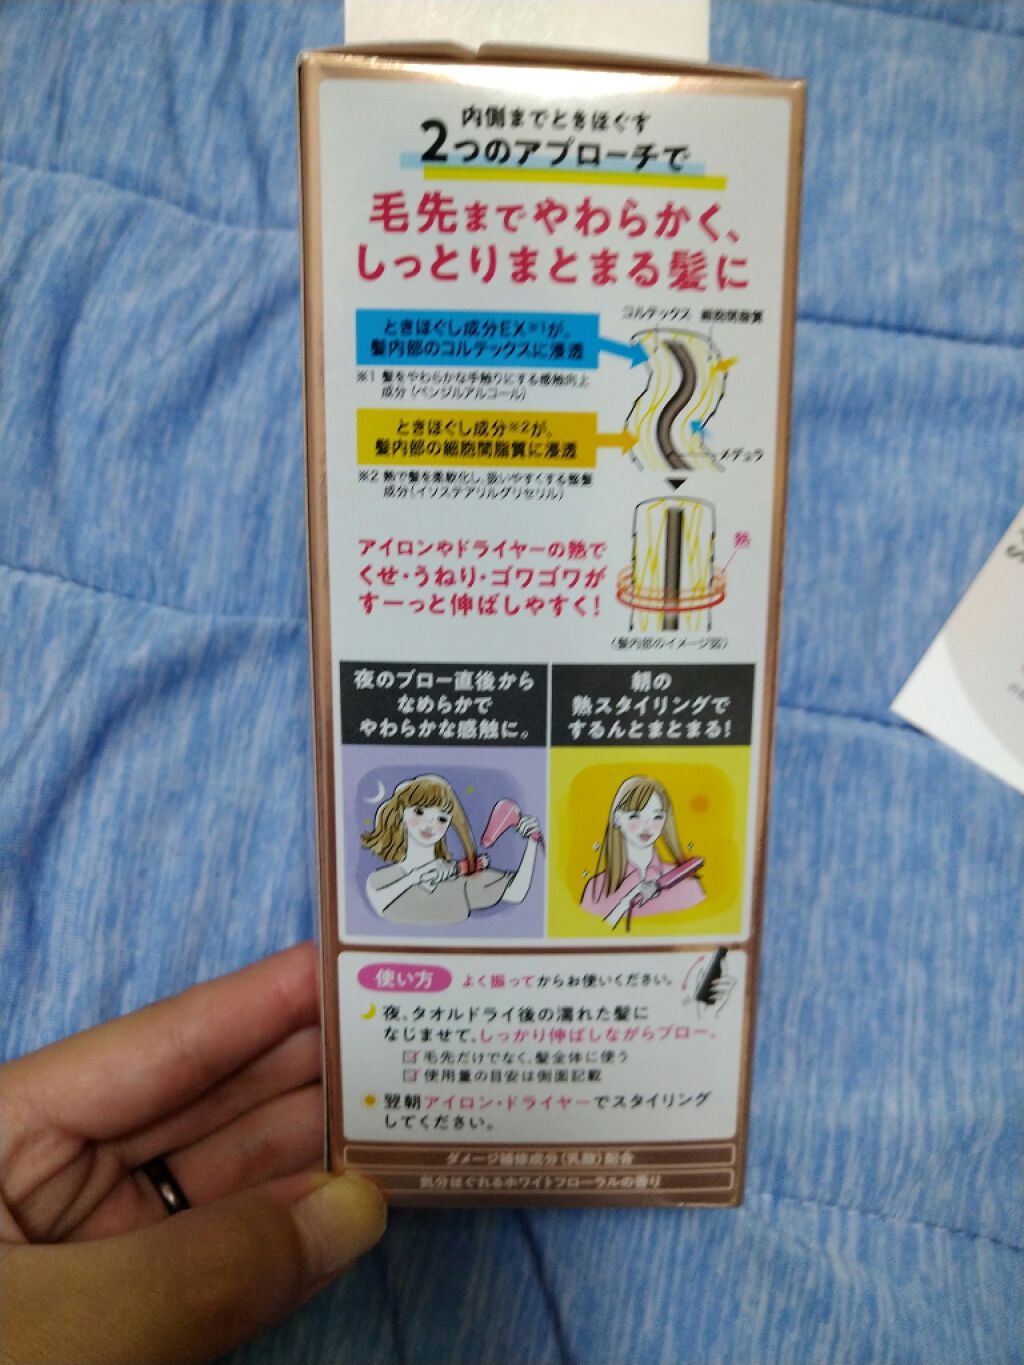 内側までときほぐす
2つのアプローチで
毛先までやわらかく、
しっとりまとまる髪に
コルテックス 細胞間脂質
ときほぐし成分EX※1が、
髪内部のコルテックスに浸透
※1 髪をやわらかな手触りにする感触向上
成分(ベンジルアルコール)
ときほぐし成分※2が、
髪内部の細胞間脂質に浸透
メデュラ
※2 熱で髪を柔軟化し、扱いやすくする整髪
成分(イソステアリルグリセリル)
アイロンやドライヤーの熱で
くせ・うねり・ゴワゴワが
すーっと伸ばしやすく!
熱
(髪内部のイメージ図)
夜のブロー直後から
なめらかで
やわらかな感触に。
朝の
熱スタイリングで
するんとまとまる!
使い方 よく振ってからお使いください。
夜、タオルドライ後の濡れた髪に
なじませて、しっかり伸ばしながらブロー。
毛先だけでなく、髪全体に使う
使用量の目安は側面記載
翌朝アイロン・ドライヤーでスタイリング
してください。
ダメージ補修成分(乳酸)配合
気分ほぐれるホワイトフローラルの香り